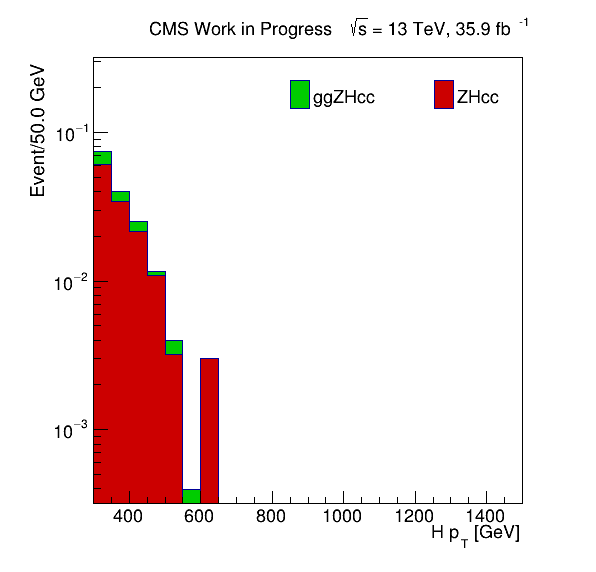 CMS Work in Progress √s = 13 TeV, 35.9 fb⁻¹
ggZHcc ZHcc
Event/50.0 GeV
10⁻¹
10⁻²
10⁻³
400 600 800 1000 1200 1400
H p_T [GeV]